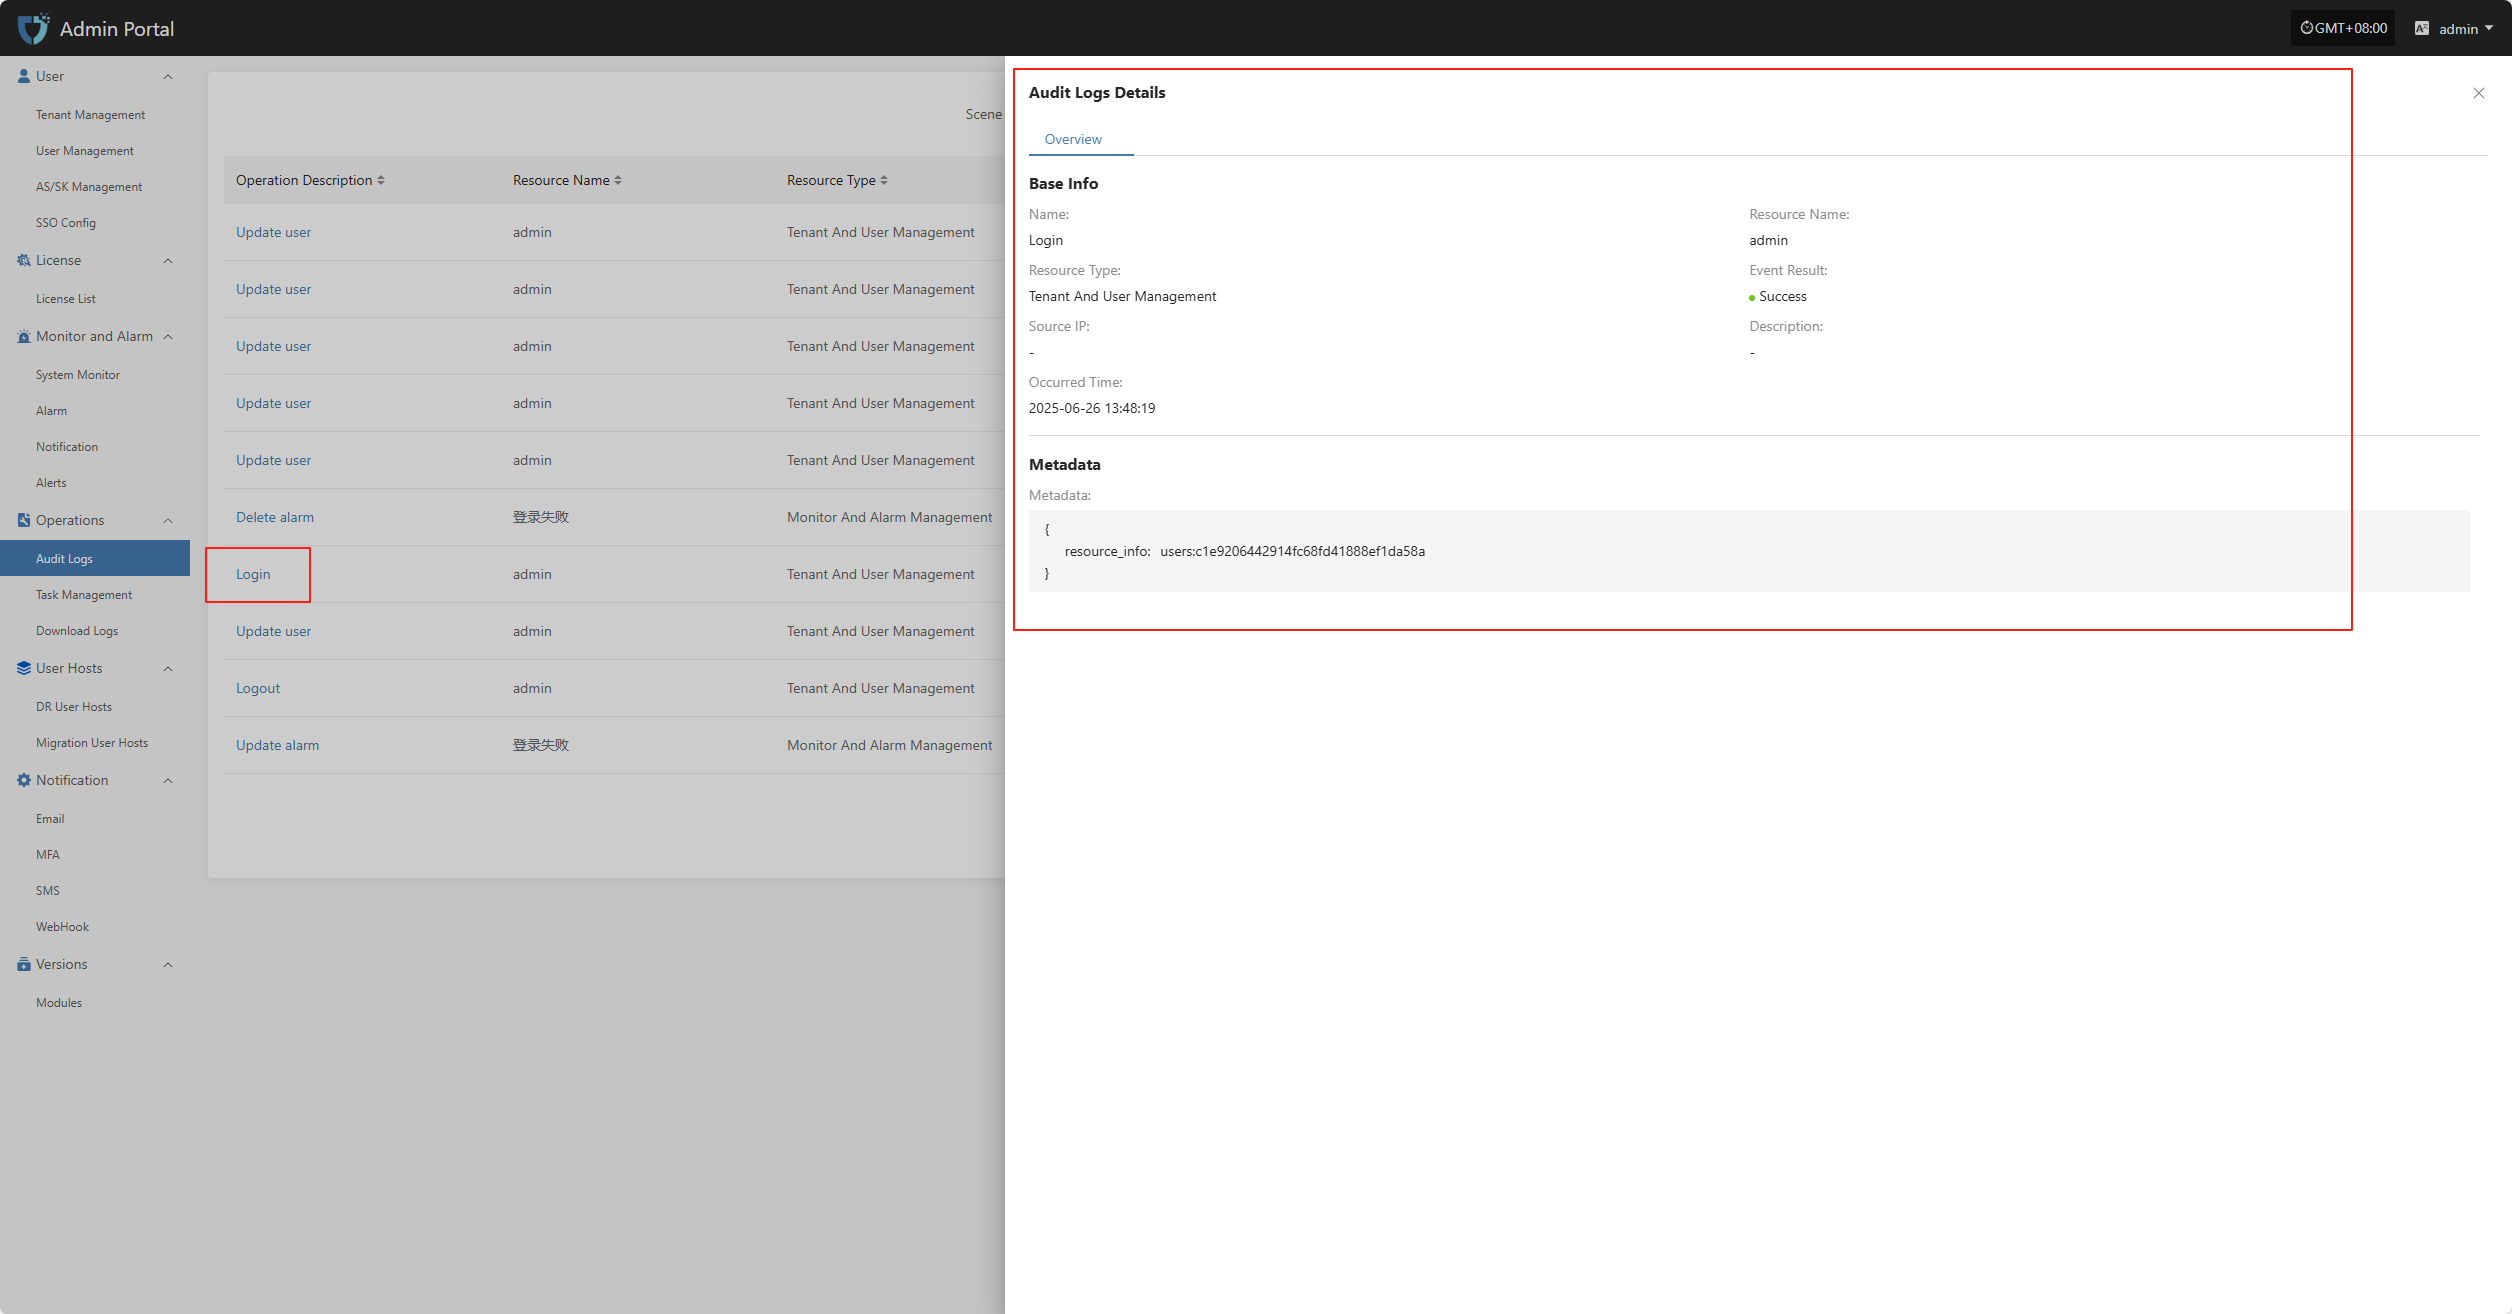 Admin Portal
GMT+08:00
admin
User
Tenant Management
User Management
AS/SK Management
SSO Config
License
License List
Monitor and Alarm
System Monitor
Alarm
Notification
Alerts
Operations
Audit Logs
Task Management
Download Logs
User Hosts
DR User Hosts
Migration User Hosts
Notification
Email
MFA
SMS
WebHook
Versions
Modules
Scene
Operation Description Resource Name Resource Type
Update user admin Tenant And User Management
Update user admin Tenant And User Management
Update user admin Tenant And User Management
Update user admin Tenant And User Management
Update user admin Tenant And User Management
Delete alarm 登录失败 Monitor And Alarm Management
Login admin Tenant And User Management
Update user admin Tenant And User Management
Logout admin Tenant And User Management
Update alarm 登录失败 Monitor And Alarm Management
Audit Logs Details
Overview
Base Info
Name: Resource Name:
Login admin
Resource Type: Event Result:
Tenant And User Management Success
Source IP: Description:
- -
Occurred Time:
2025-06-26 13:48:19
Metadata
Metadata:
{
resource_info: users:c1e9206442914fc68fd41888ef1da58a
}